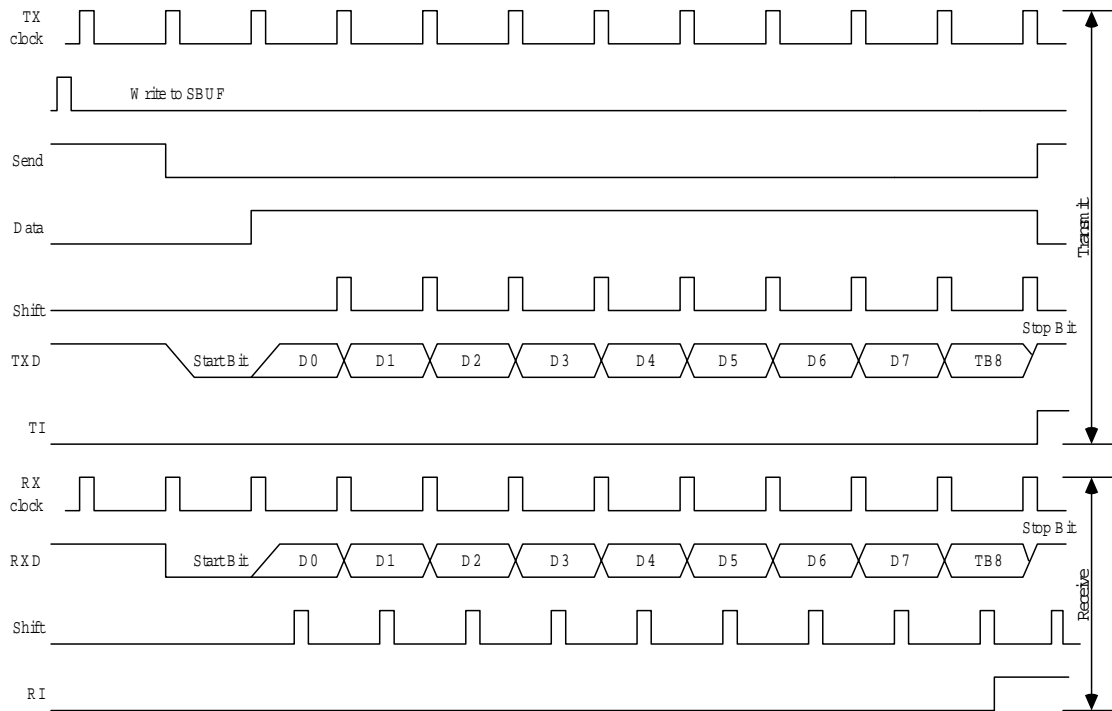 TX
clock
Write to SBUF
Send
Data
Shift
Stop Bit
TXD Start Bit D0 D1 D2 D3 D4 D5 D6 D7 TB8
TI
Transmit
RX
clock
Stop Bit
RXD Start Bit D0 D1 D2 D3 D4 D5 D6 D7 TB8
Shift
RI
Receive